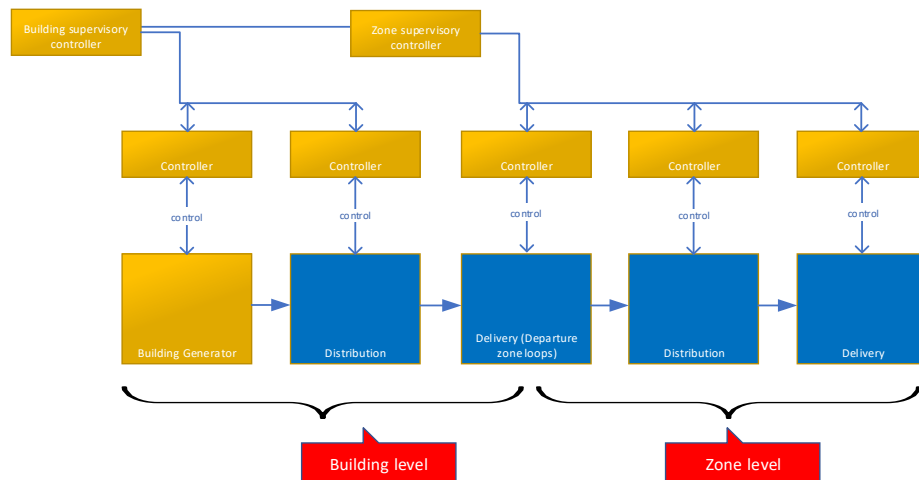 Building supervisory
controller
Zone supervisory
controller
Controller
Controller
Controller
Controller
Controller
control
control
control
control
control
Building Generator
Distribution
Delivery (Departure
zone loops)
Distribution
Delivery
Building level
Zone level